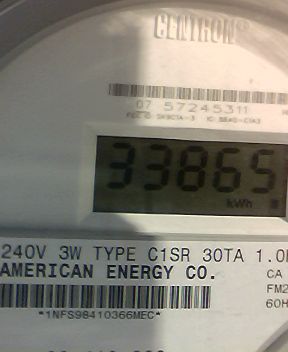 CENTRON®
07 57245311
33865
kWh
240V 3W TYPE C1SR 30TA 1.0
AMERICAN ENERGY CO.
CA
FM2
60H
*1NFS98410366MEC*